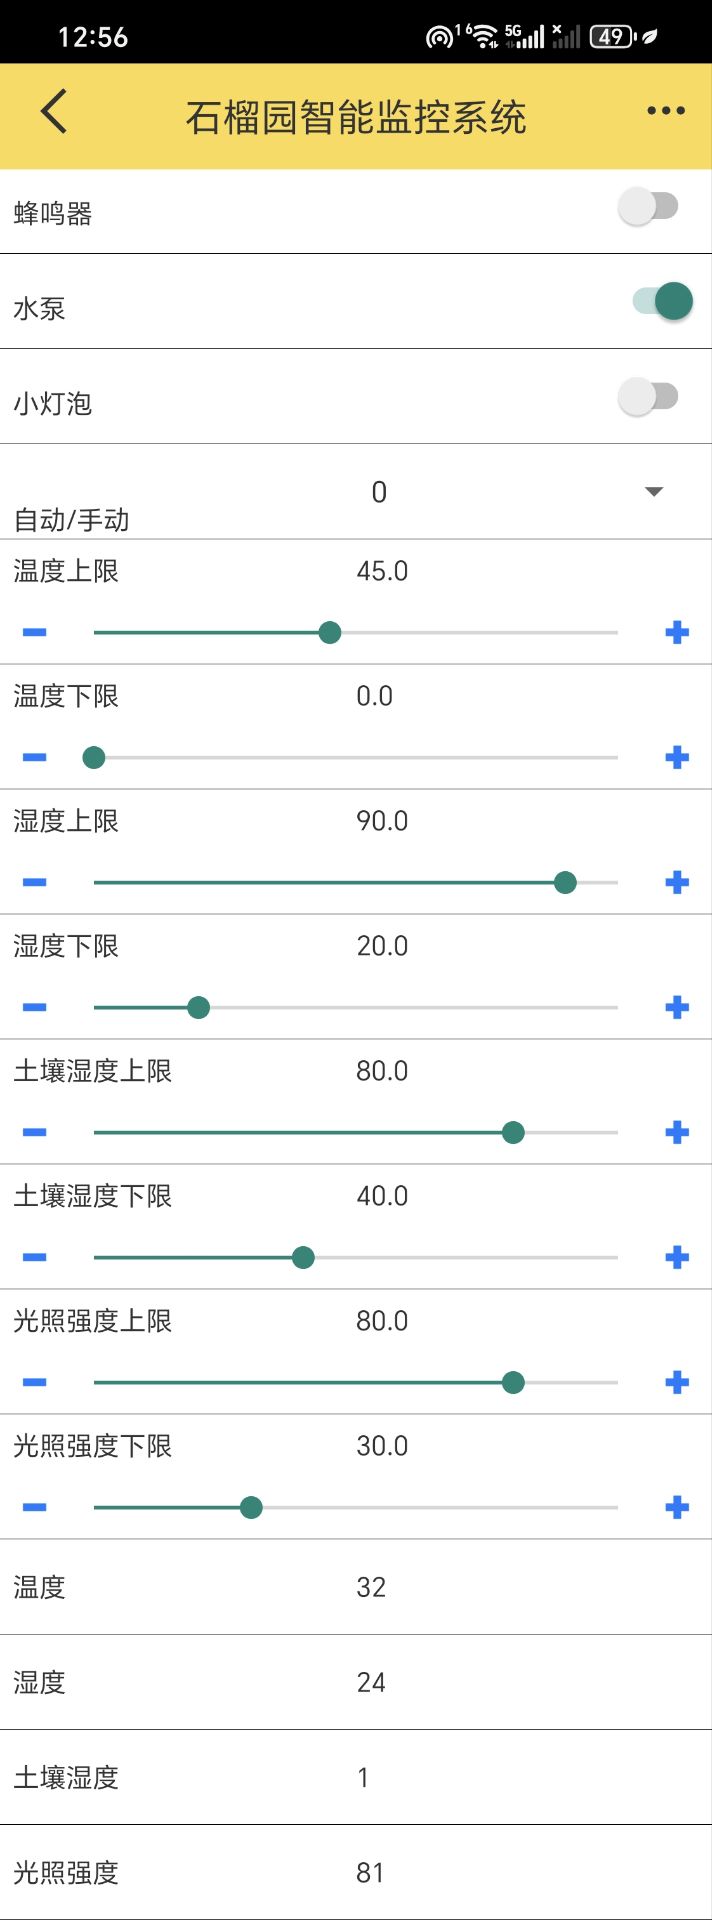 12:56
16
5G
49
石榴园智能监控系统
蜂鸣器
水泵
小灯泡
0
自动/手动
温度上限 45.0
温度下限 0.0
湿度上限 90.0
湿度下限 20.0
土壤湿度上限 80.0
土壤湿度下限 40.0
光照强度上限 80.0
光照强度下限 30.0
温度 32
湿度 24
土壤湿度 1
光照强度 81